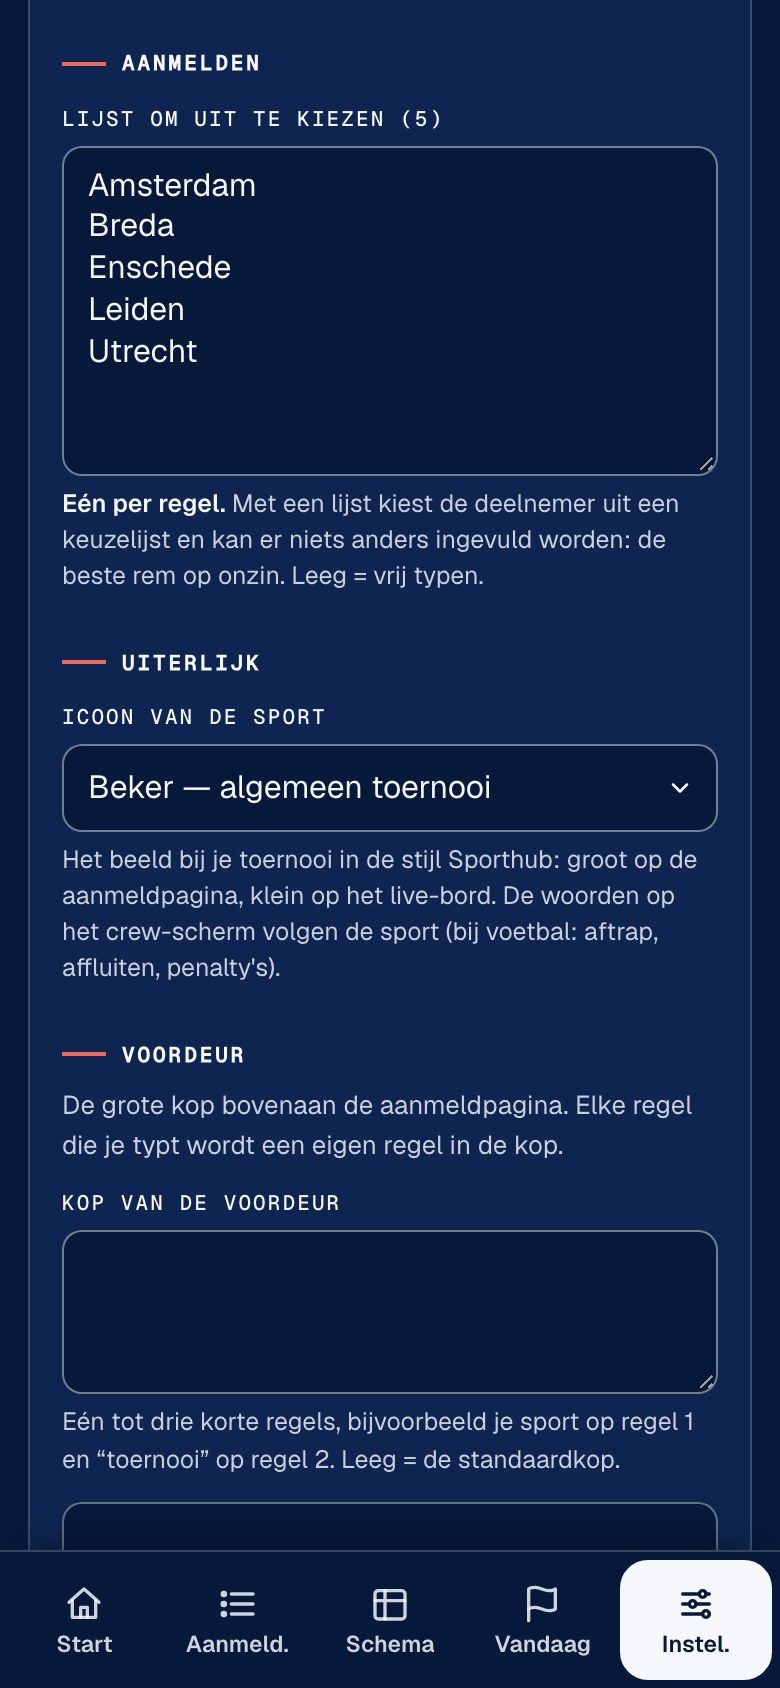 AANMELDEN
LIJST OM UIT TE KIEZEN (5)
Amsterdam
Breda
Enschede
Leiden
Utrecht
Eén per regel. Met een lijst kiest de deelnemer uit een
keuzelijst en kan er niets anders ingevuld worden: de
beste rem op onzin. Leeg = vrij typen.
UITERLIJK
ICOON VAN DE SPORT
Beker — algemeen toernooi
Het beeld bij je toernooi in de stijl Sporthub: groot op de
aanmeldpagina, klein op het live-bord. De woorden op
het crew-scherm volgen de sport (bij voetbal: aftrap,
affluiten, penalty's).
VOORDEUR
De grote kop bovenaan de aanmeldpagina. Elke regel
die je typt wordt een eigen regel in de kop.
KOP VAN DE VOORDEUR
Eén tot drie korte regels, bijvoorbeeld je sport op regel 1
en “toernooi” op regel 2. Leeg = de standaardkop.
Start
Aanmeld.
Schema
Vandaag
Instel.